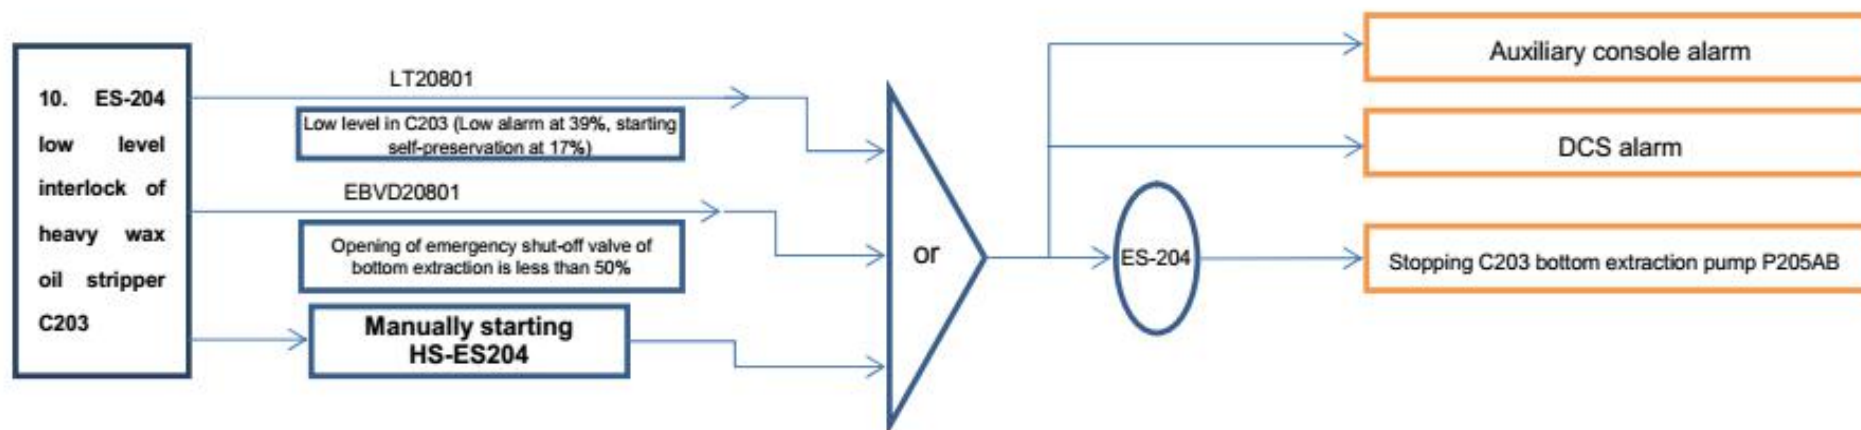 10. ES-204
low level
interlock of
heavy wax
oil stripper
C203
LT20801
Low level in C203 (Low alarm at 39%, starting
self-preservation at 17%)
EBVD20801
Opening of emergency shut-off valve of
bottom extraction is less than 50%
Manually starting
HS-ES204
or
ES-204
Auxiliary console alarm
DCS alarm
Stopping C203 bottom extraction pump P205AB